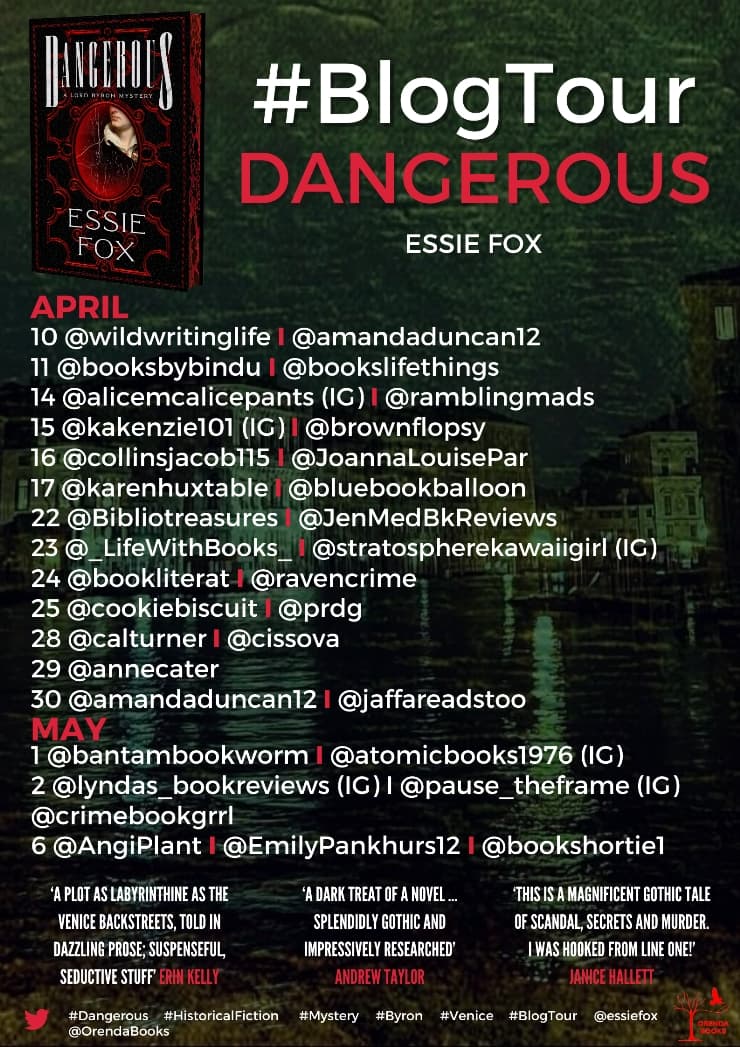 DANGEROUS
A LORD BYRON MYSTERY
ESSIE
FOX
#BlogTour
DANGEROUS
ESSIE FOX
APRIL
10 @wildwritinglife I @amandaduncan12
11 @booksbybindu I @bookslifethings
14 @alicemcalicepants (IG) I @ramblingmads
15 @kakenzie101 (IG) I @brownflopsy
16 @collinsjacob115 I @JoannaLouisePar
17 @karenhuxtable I @bluebookballoon
22 @Bibliotreasures I @JenMedBkReviews
23 @_LifeWithBooks_ I @stratospherekawaiigirl (IG)
24 @bookliterat I @ravencrime
25 @cookiebiscuit I @prdg
28 @calturner I @cissova
29 @annecater
30 @amandaduncan12 I @jaffareadstoo
MAY
1 @bantambookworm I @atomicbooks1976 (IG)
2 @lyndas_bookreviews (IG) I @pause_theframe (IG)
@crimebookgrrl
6 @AngiPlant I @EmilyPankhurs12 I @bookshortie1
'A PLOT AS LABYRINTHINE AS THE
VENICE BACKSTREETS, TOLD IN
DAZZLING PROSE; SUSPENSEFUL,
SEDUCTIVE STUFF' ERIN KELLY
'A DARK TREAT OF A NOVEL ...
SPLENDIDLY GOTHIC AND
IMPRESSIVELY RESEARCHED'
ANDREW TAYLOR
'THIS IS A MAGNIFICENT GOTHIC TALE
OF SCANDAL, SECRETS AND MURDER.
I WAS HOOKED FROM LINE ONE!'
JANICE HALLETT
#Dangerous #HistoricalFiction #Mystery #Byron #Venice #BlogTour @essiefox
@OrendaBooks
ORENDA
BOOKS